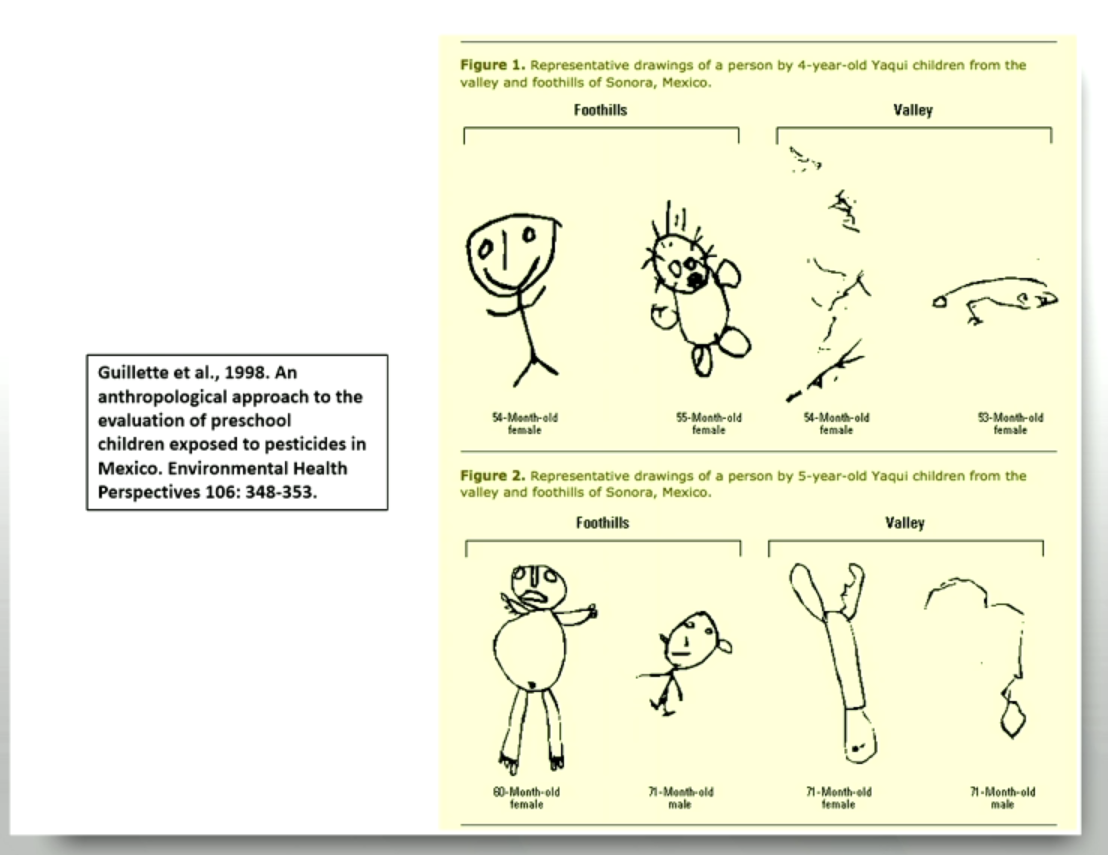 Figure 1. Representative drawings of a person by 4-year-old Yaqui children from the
valley and foothills of Sonora, Mexico.
Foothills
Valley
54-Month-old
female
55-Month-old
female
54-Month-old
female
53-Month-old
female
Guillette et al., 1998. An
anthropological approach to the
evaluation of preschool
children exposed to pesticides in
Mexico. Environmental Health
Perspectives 106: 348-353.
Figure 2. Representative drawings of a person by 5-year-old Yaqui children from the
valley and foothills of Sonora, Mexico.
Foothills
Valley
60-Month-old
female
71-Month-old
male
71-Month-old
female
71-Month-old
male